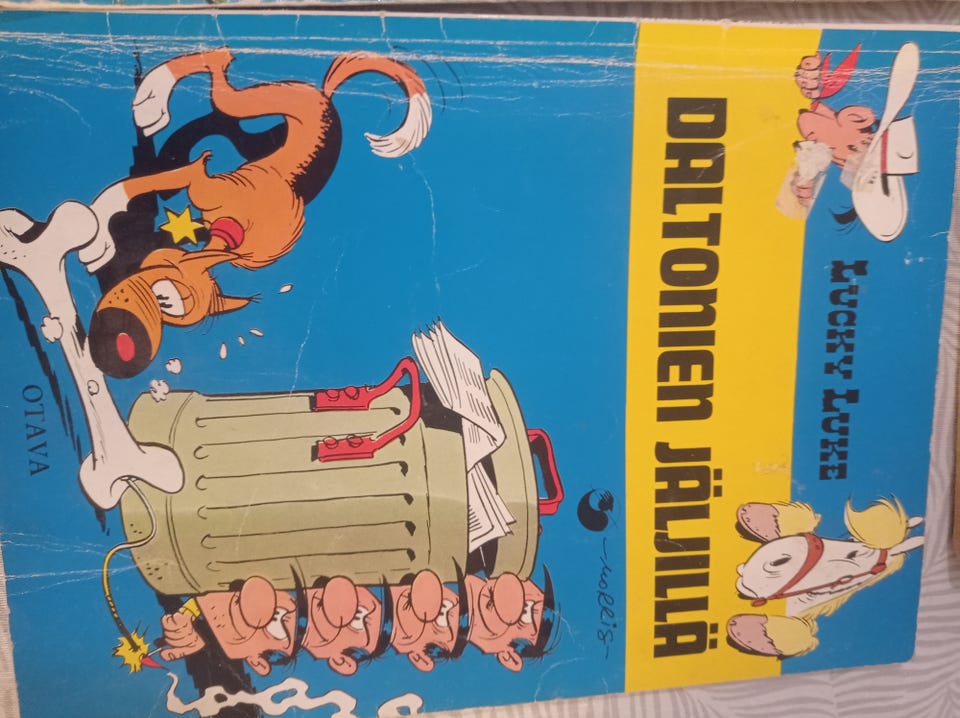 LUCKY LUKE
DALTONIEN JÄLJILLÄ
-MORRIS-
OTAVA